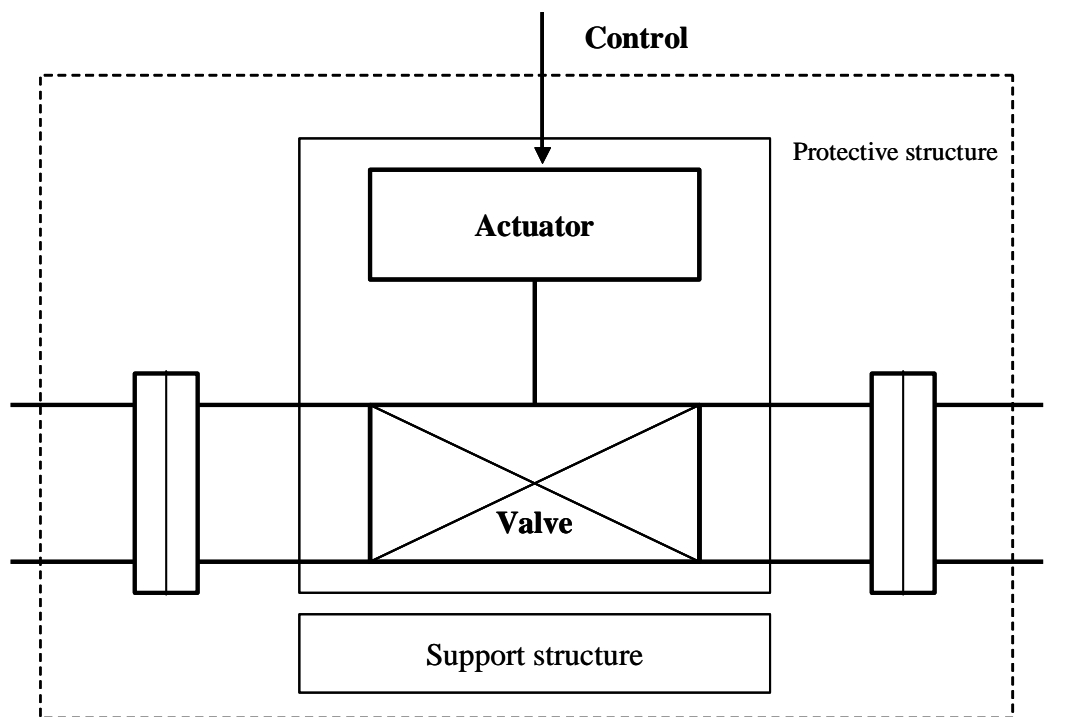 Control
Protective structure
Actuator
Valve
Support structure